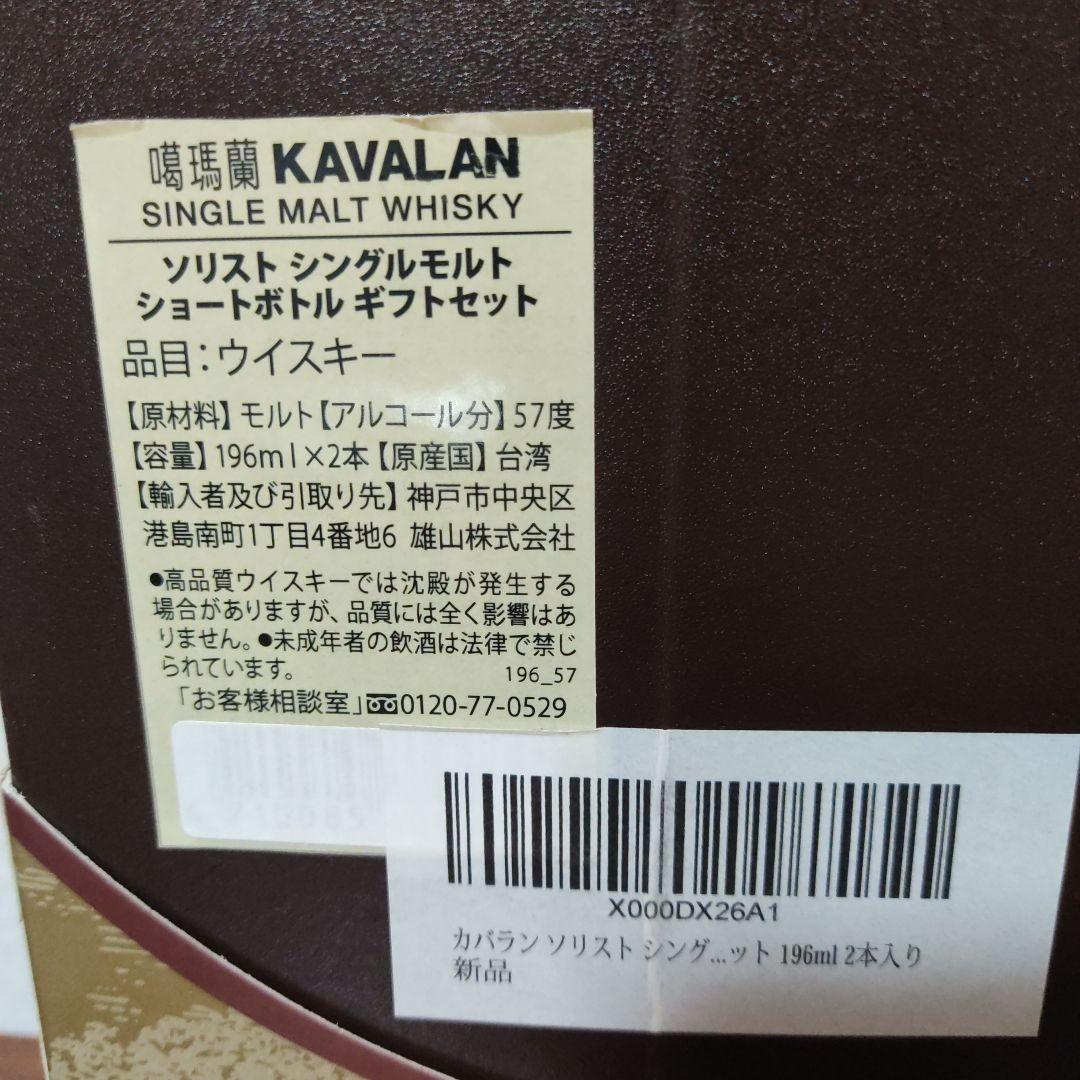 噶瑪蘭 KAVALAN
SINGLE MALT WHISKY
ソリスト シングルモルト
ショートボトル ギフトセット
品目：ウイスキー
【原材料】モルト【アルコール分】57度
【容量】196ml×2本【原産国】台湾
【輸入者及び引取り先】神戸市中央区
港島南町1丁目4番地6 雄山株式会社
●高品質ウイスキーでは沈殿が発生する
場合がありますが、品質には全く影響はあ
りません。●未成年者の飲酒は法律で禁じ
られています。 196_57
「お客様相談室」0120-77-0529
X000DX26A1
カバラン ソリスト シング...ット 196ml 2本入り
新品